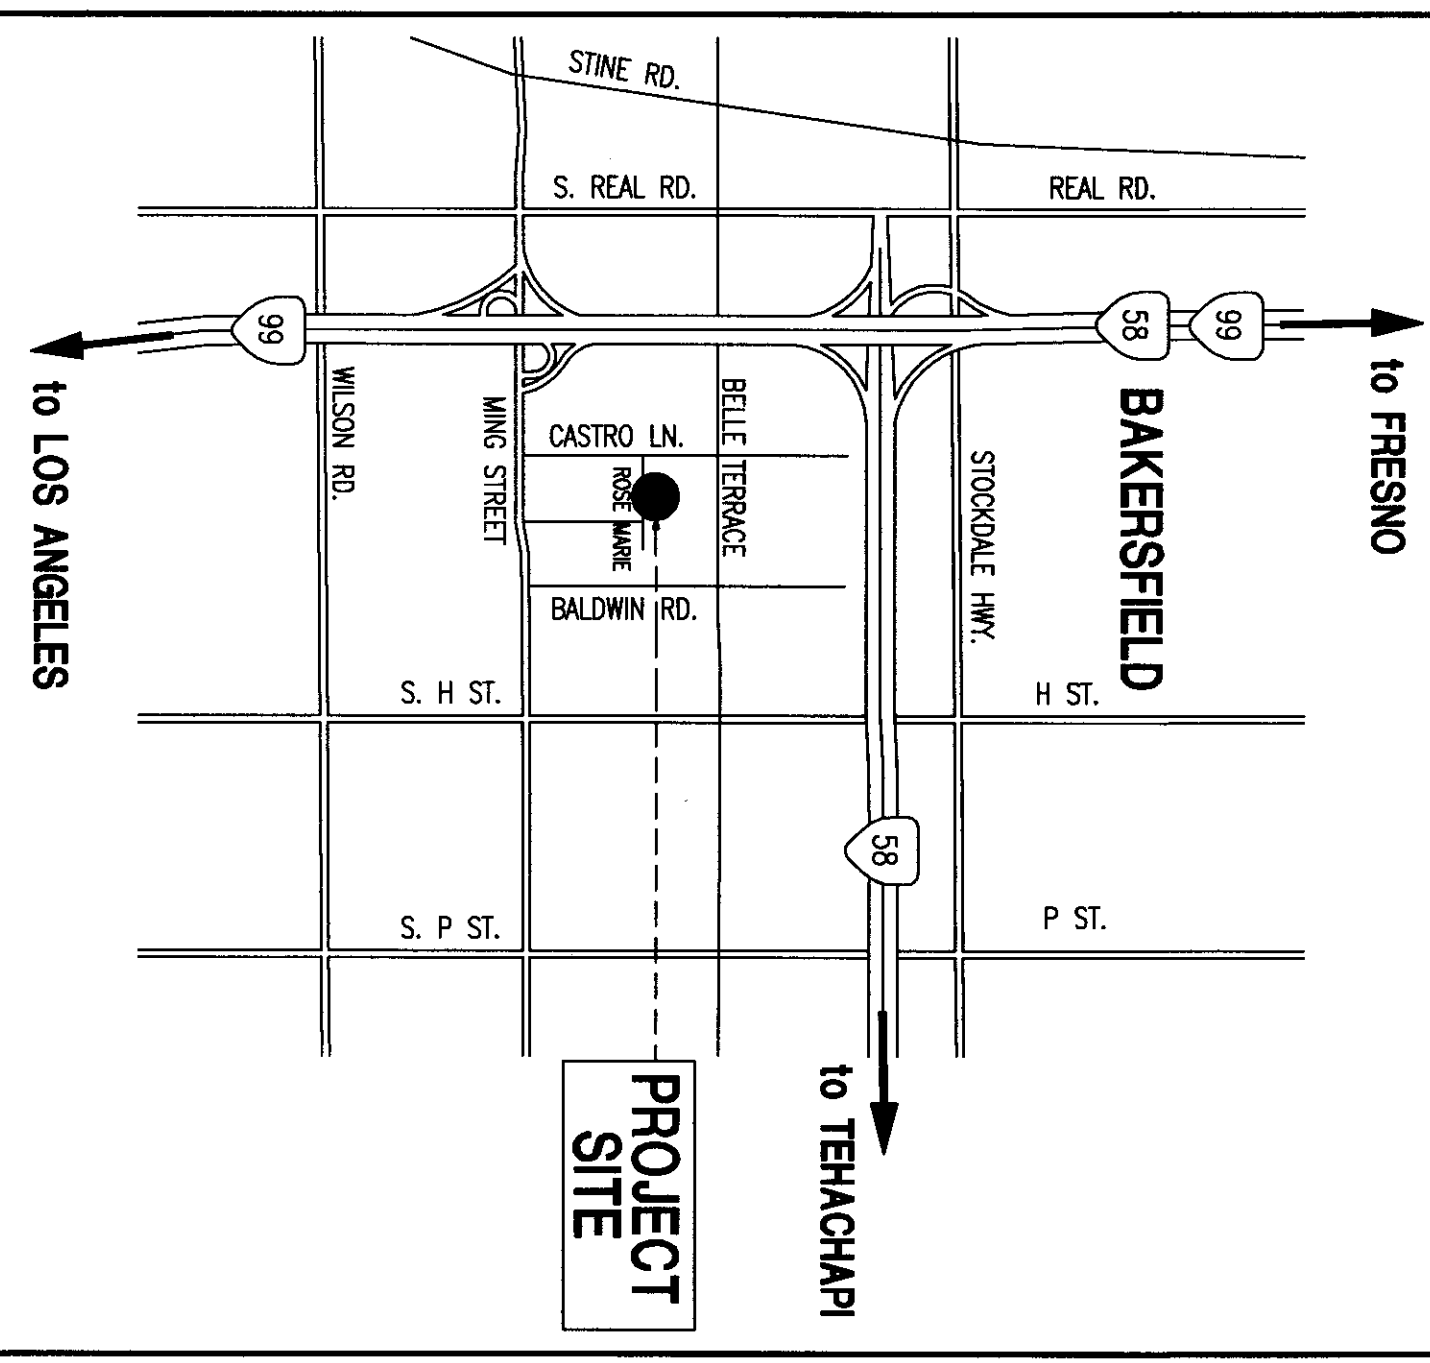 STINE RD.
S. REAL RD.
REAL RD.
99
58
99
to FRESNO
to LOS ANGELES
BAKERSFIELD
WILSON RD.
MING STREET
CASTRO LN.
ROSE MARIE
BELLE TERRACE
STOCKDALE HWY.
BALDWIN RD.
S. H ST.
H ST.
58
S. P ST.
P ST.
to TEHACHAPI
PROJECT
SITE